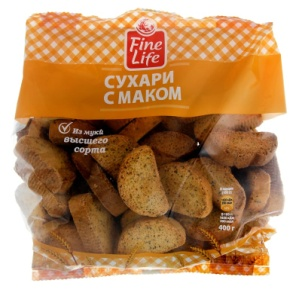 Fine
Life
СУХАРИ
С МАКОМ
Из муки
высшего
сорта
400 г